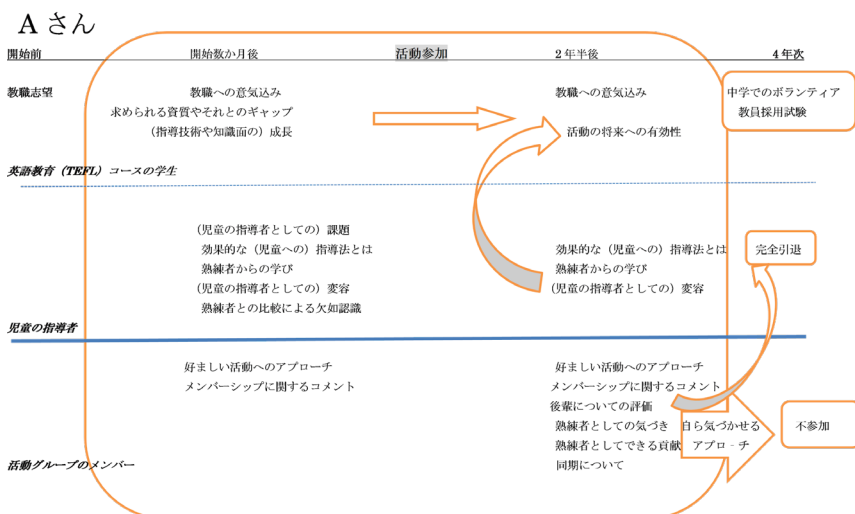 Aさん
開始前 開始数か月後 活動参加 2年半後 4年次
教職志望 教職への意気込み 教職への意気込み 中学でのボランティア
求められる資質やそれとのギャップ 教員採用試験
（指導技術や知識面の）成長 活動の将来への有効性
英語教育（TEFL）コースの学生
（児童の指導者としての）課題
効果的な（児童への）指導法とは 効果的な（児童への）指導法とは 完全引退
熟練者からの学び 熟練者からの学び
（児童の指導者としての）変容 （児童の指導者としての）変容
熟練者との比較による欠如認識
児童の指導者
好ましい活動へのアプローチ 好ましい活動へのアプローチ
メンバーシップに関するコメント メンバーシップに関するコメント
後輩についての評価
熟練者としての気づき 自ら気づかせる 不参加
熟練者としてできる貢献 アプロ‐チ
活動グループのメンバー 同期について